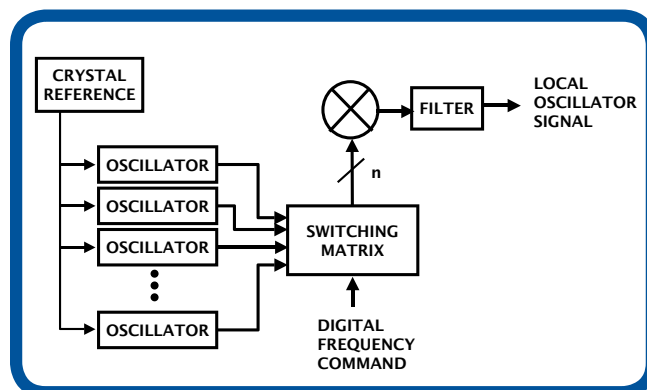 CRYSTAL
REFERENCE
OSCILLATOR
OSCILLATOR
OSCILLATOR
OSCILLATOR
n
SWITCHING
MATRIX
DIGITAL
FREQUENCY
COMMAND
FILTER
LOCAL
OSCILLATOR
SIGNAL